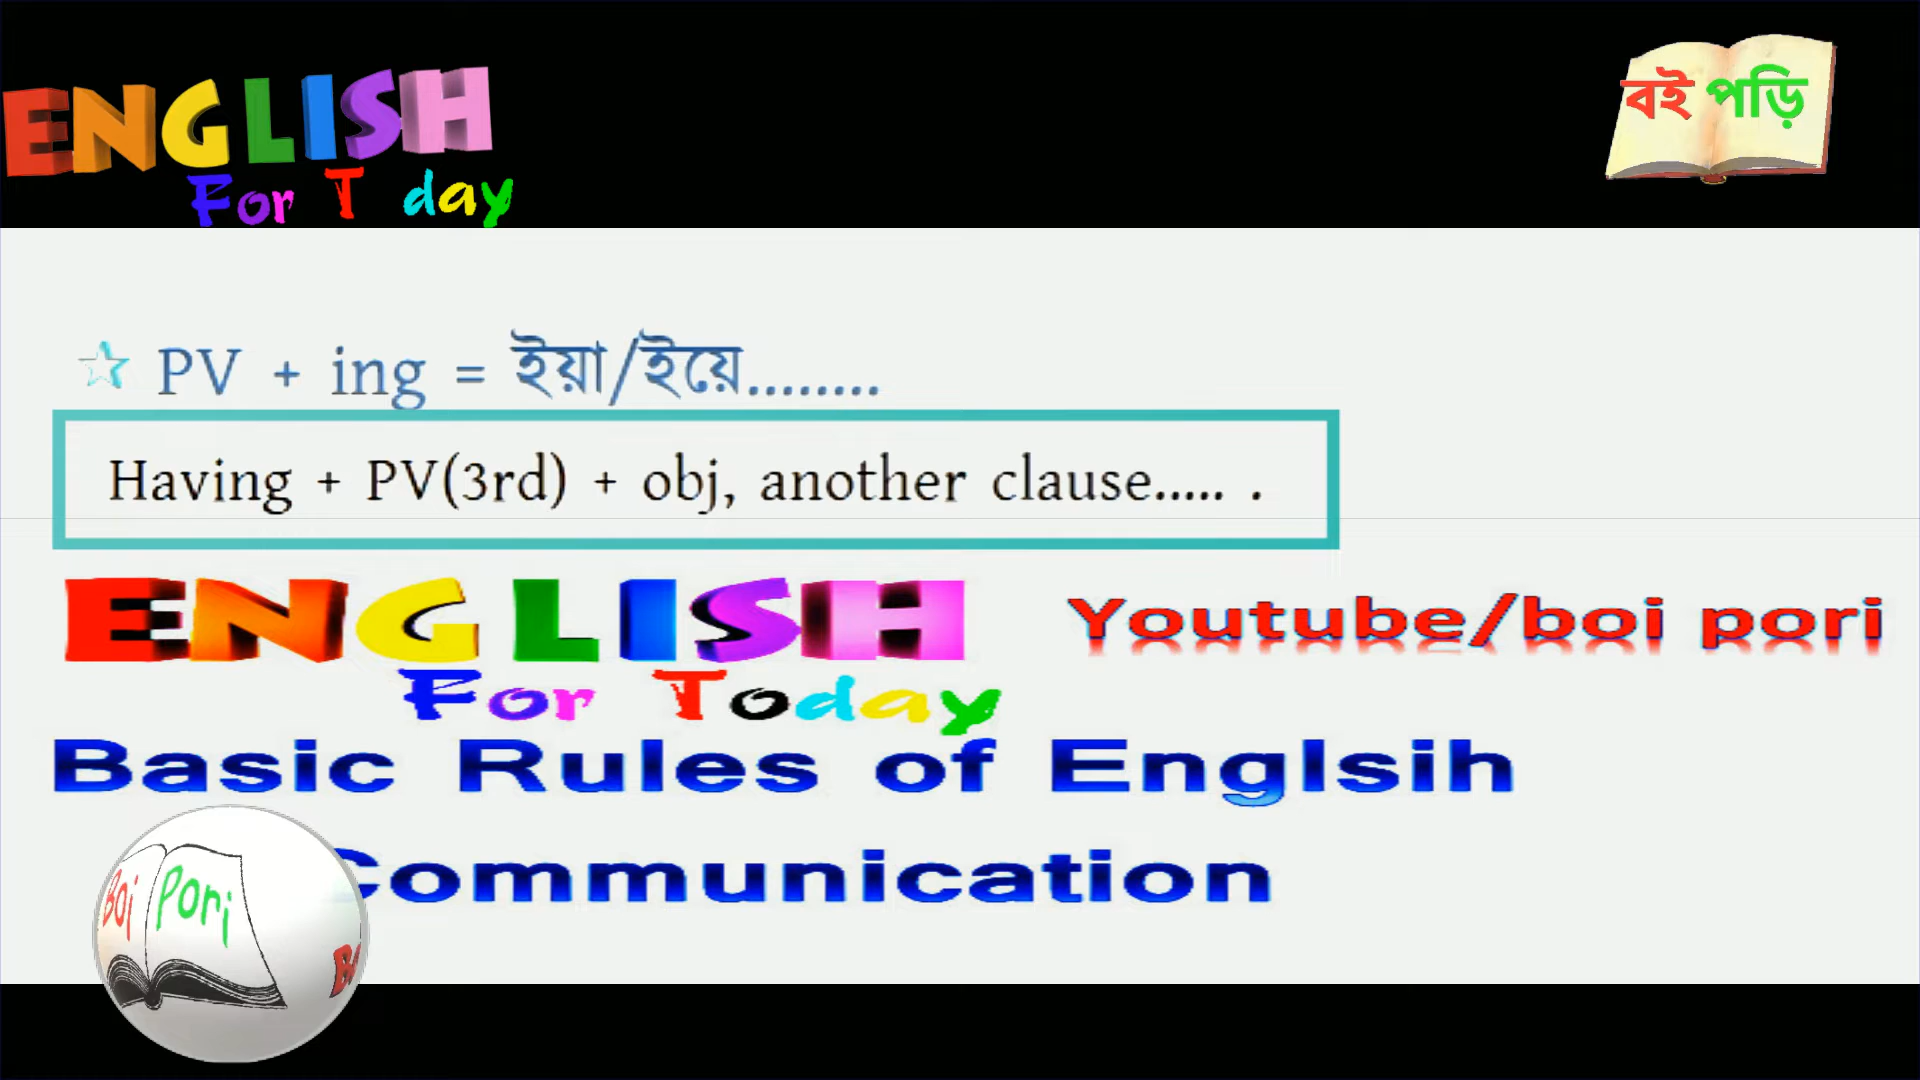 ENGLISH
For T day
বই পড়ি
☆ PV + ing = ইয়া/ইয়ে........
Having + PV(3rd) + obj, another clause..... .
ENGLISH
For Today
Youtube/boi pori
Basic Rules of Englsih
Communication
Boi Pori